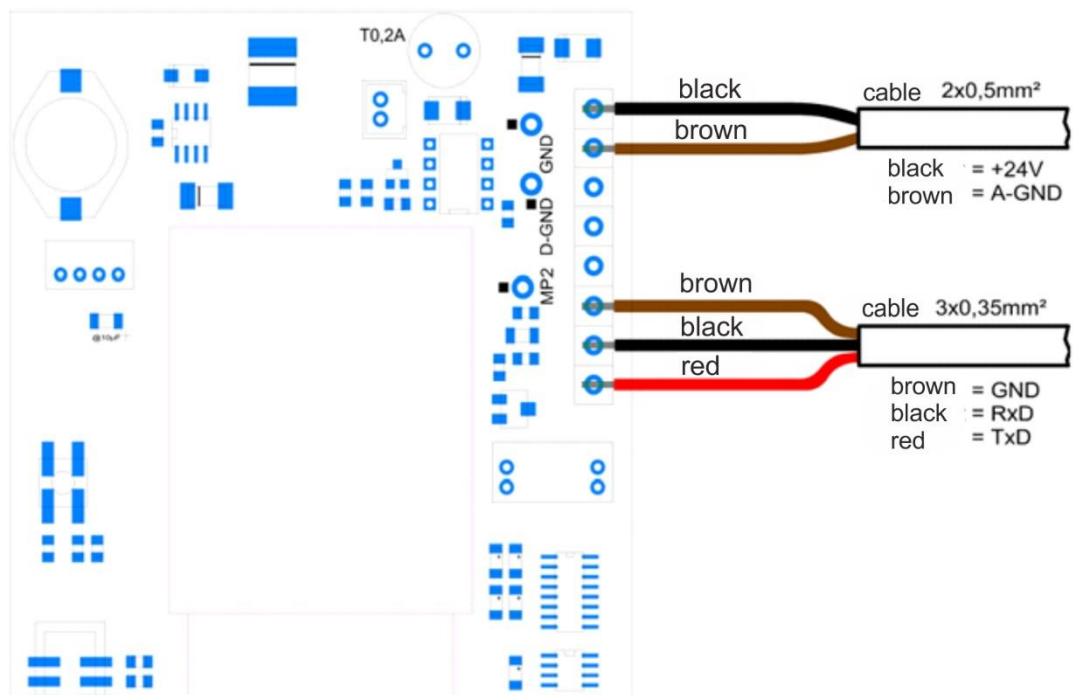 T0,2A
GND
D-GND
MP2
@10µF
black
brown
cable 2x0,5mm²
black = +24V
brown = A-GND
brown
black
red
cable 3x0,35mm²
brown = GND
black = RxD
red = TxD